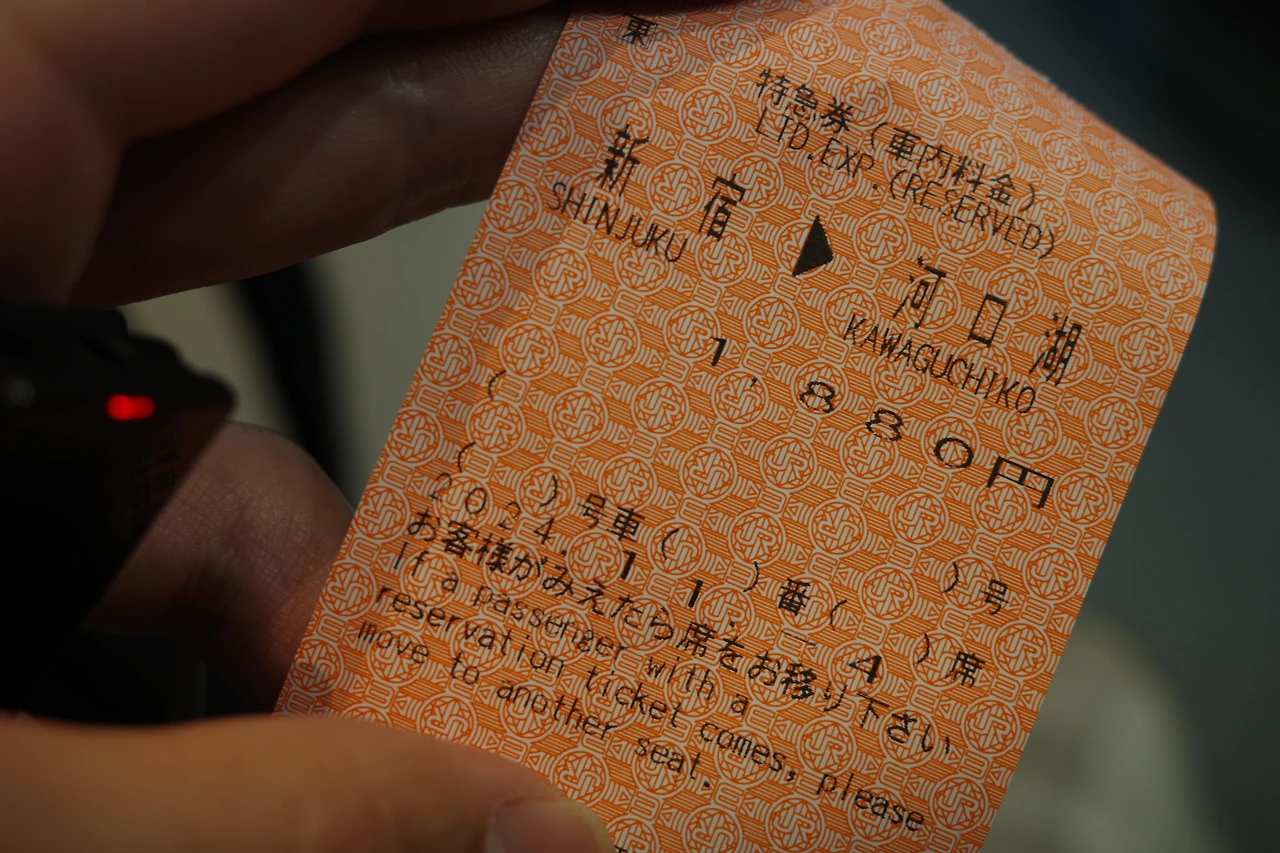 東
特急券(車内料金)
LTD.EXP.(RESERVED)
新 宿 ▶ 河 口 湖
SHINJUKU KAWAGUCHIKO
1,880円
( )号
( )号車( )番( )席
2024.11.-4
お客様がみえたら席をお移り下さい
If a passenger with a
reservation ticket comes, please
move to another seat.